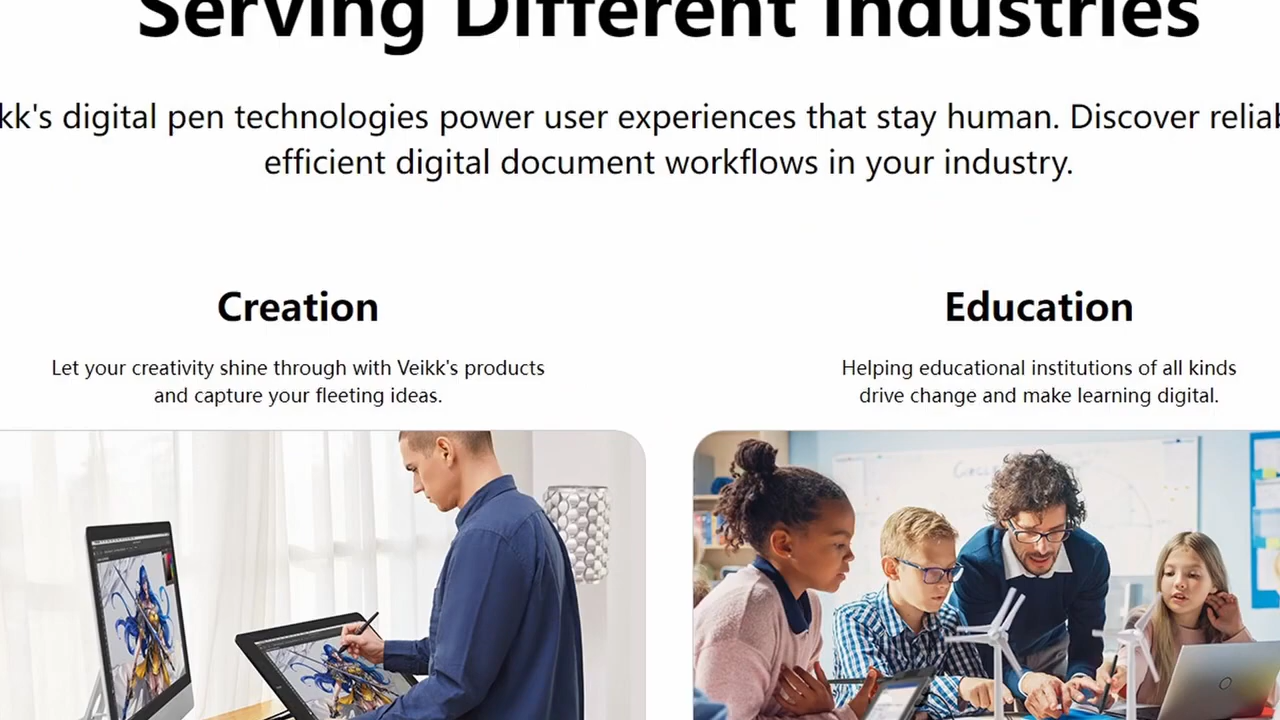 Serving Different Industries
kk's digital pen technologies power user experiences that stay human. Discover
efficient digital document workflows in your industry.
Creation
Education
Let your creativity shine through with Veikk's products
and capture your fleeting ideas.
Helping educational institutions of all kinds
drive change and make learning digital.